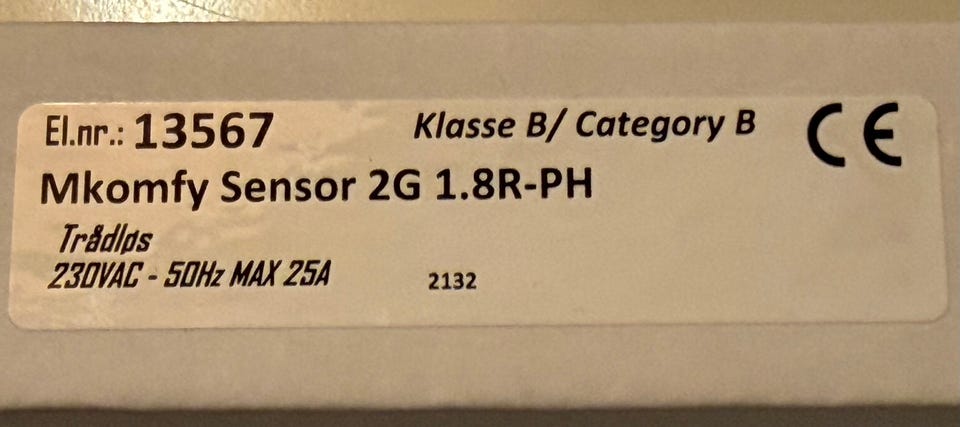 El.nr.: 13567 Klasse B/ Category B CE
Mkomfy Sensor 2G 1.8R-PH
Trådløs
230VAC - 50Hz MAX 25A 2132